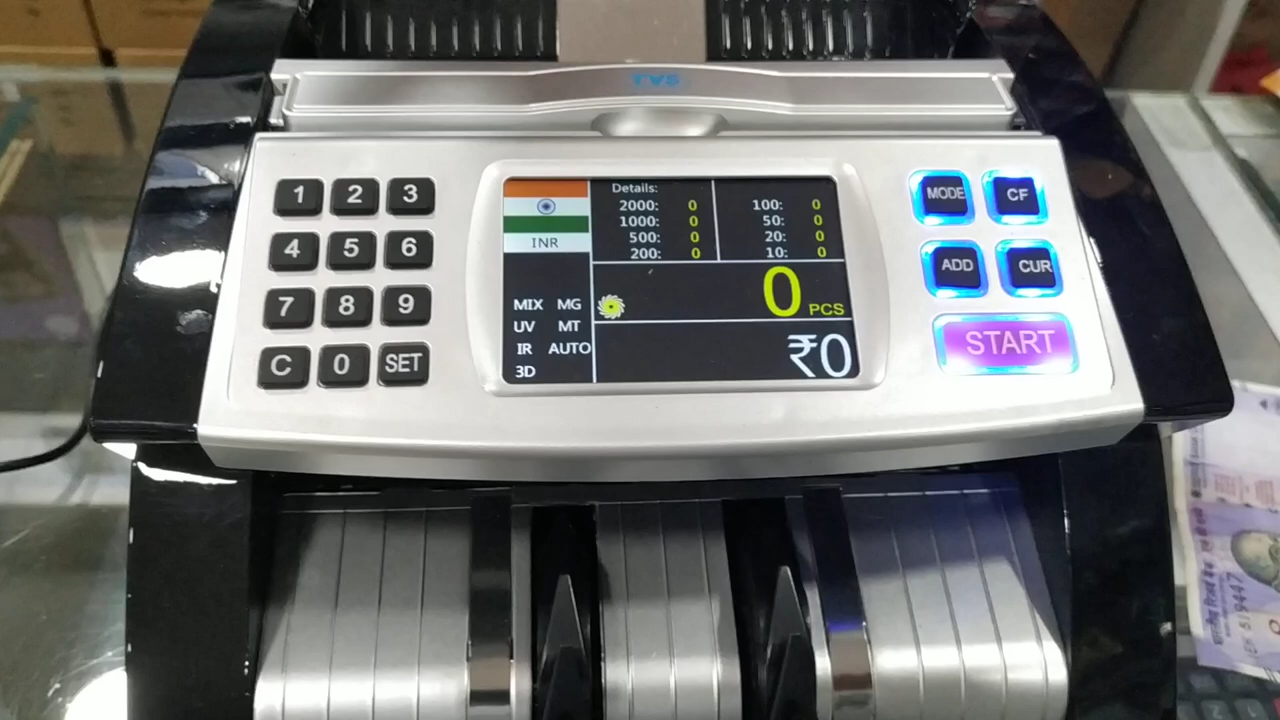 TVS
1 2 3
4 5 6
7 8 9
C 0 SET
INR
MIX MG
UV MT
IR AUTO
3D
Details:
2000: 0 100: 0
1000: 0 50: 0
500: 0 20: 0
200: 0 10: 0
0 PCS
₹0
MODE CF
ADD CUR
START